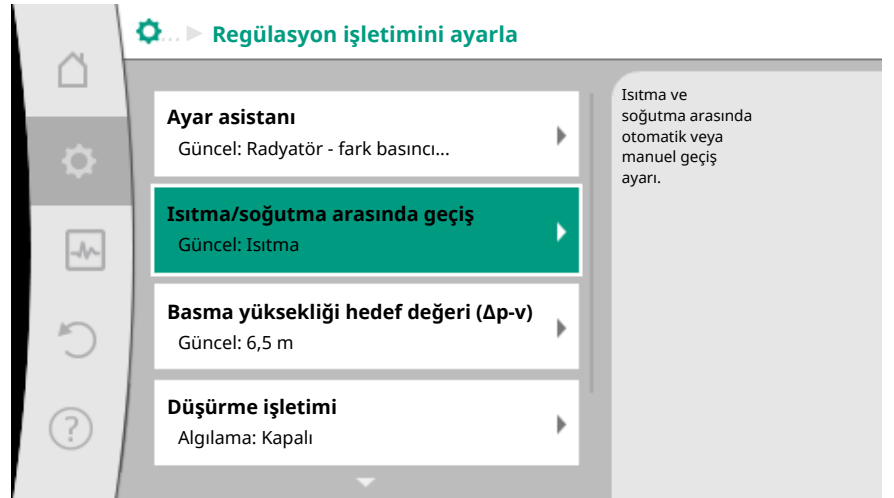 ... Regülasyon işletimini ayarla
Ayar asistanı
Güncel: Radyatör - fark basıncı...
Isıtma/soğutma arasında geçiş
Güncel: Isıtma
Basma yüksekliği hedef değeri (Δp-v)
Güncel: 6,5 m
Düşürme işletimi
Algılama: Kapalı
Isıtma ve
soğutma arasında
otomatik veya
manuel geçiş
ayarı.
?